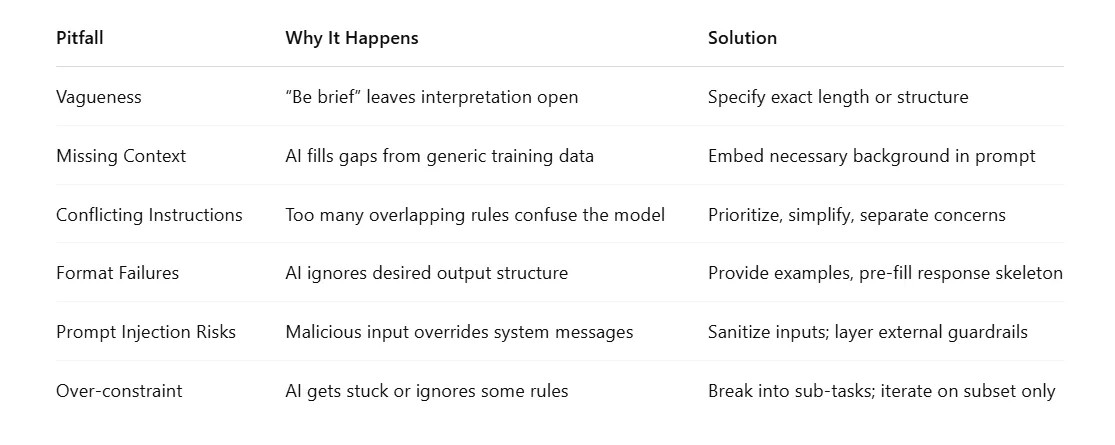 Pitfall Why It Happens Solution
Vagueness “Be brief” leaves interpretation open Specify exact length or structure
Missing Context AI fills gaps from generic training data Embed necessary background in prompt
Conflicting Instructions Too many overlapping rules confuse the model Prioritize, simplify, separate concerns
Format Failures AI ignores desired output structure Provide examples, pre-fill response skeleton
Prompt Injection Risks Malicious input overrides system messages Sanitize inputs; layer external guardrails
Over-constraint AI gets stuck or ignores some rules Break into sub-tasks; iterate on subset only